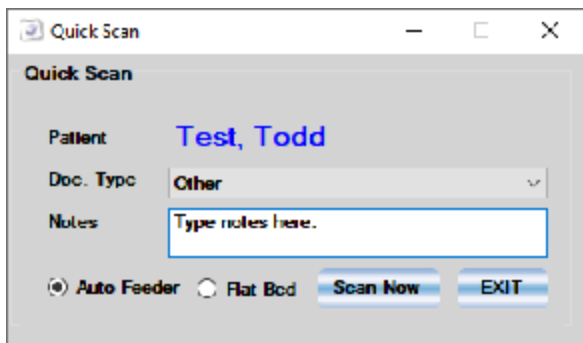 Quick Scan
Quick Scan
Patient Test, Todd
Doc. Type Other
Notes Type notes here.
Auto Feeder Flat Bed Scan Now EXIT